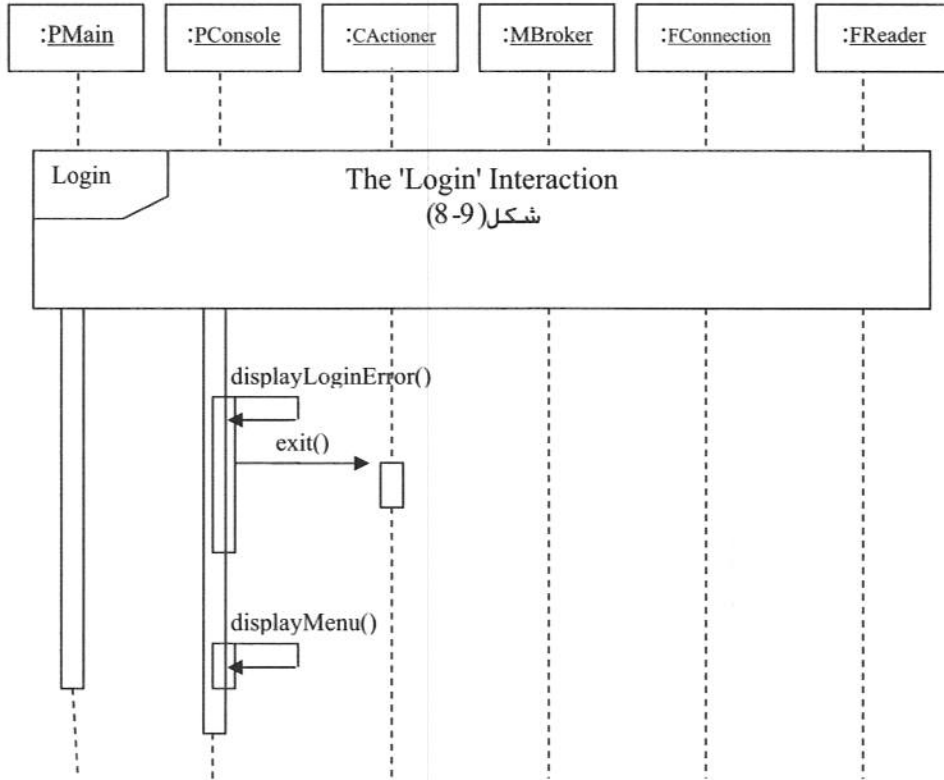 :PMain
:PConsole
:CActioner
:MBroker
:FConnection
:FReader
Login
The 'Login' Interaction
شكل(9-8)
displayLoginError()
exit()
displayMenu()